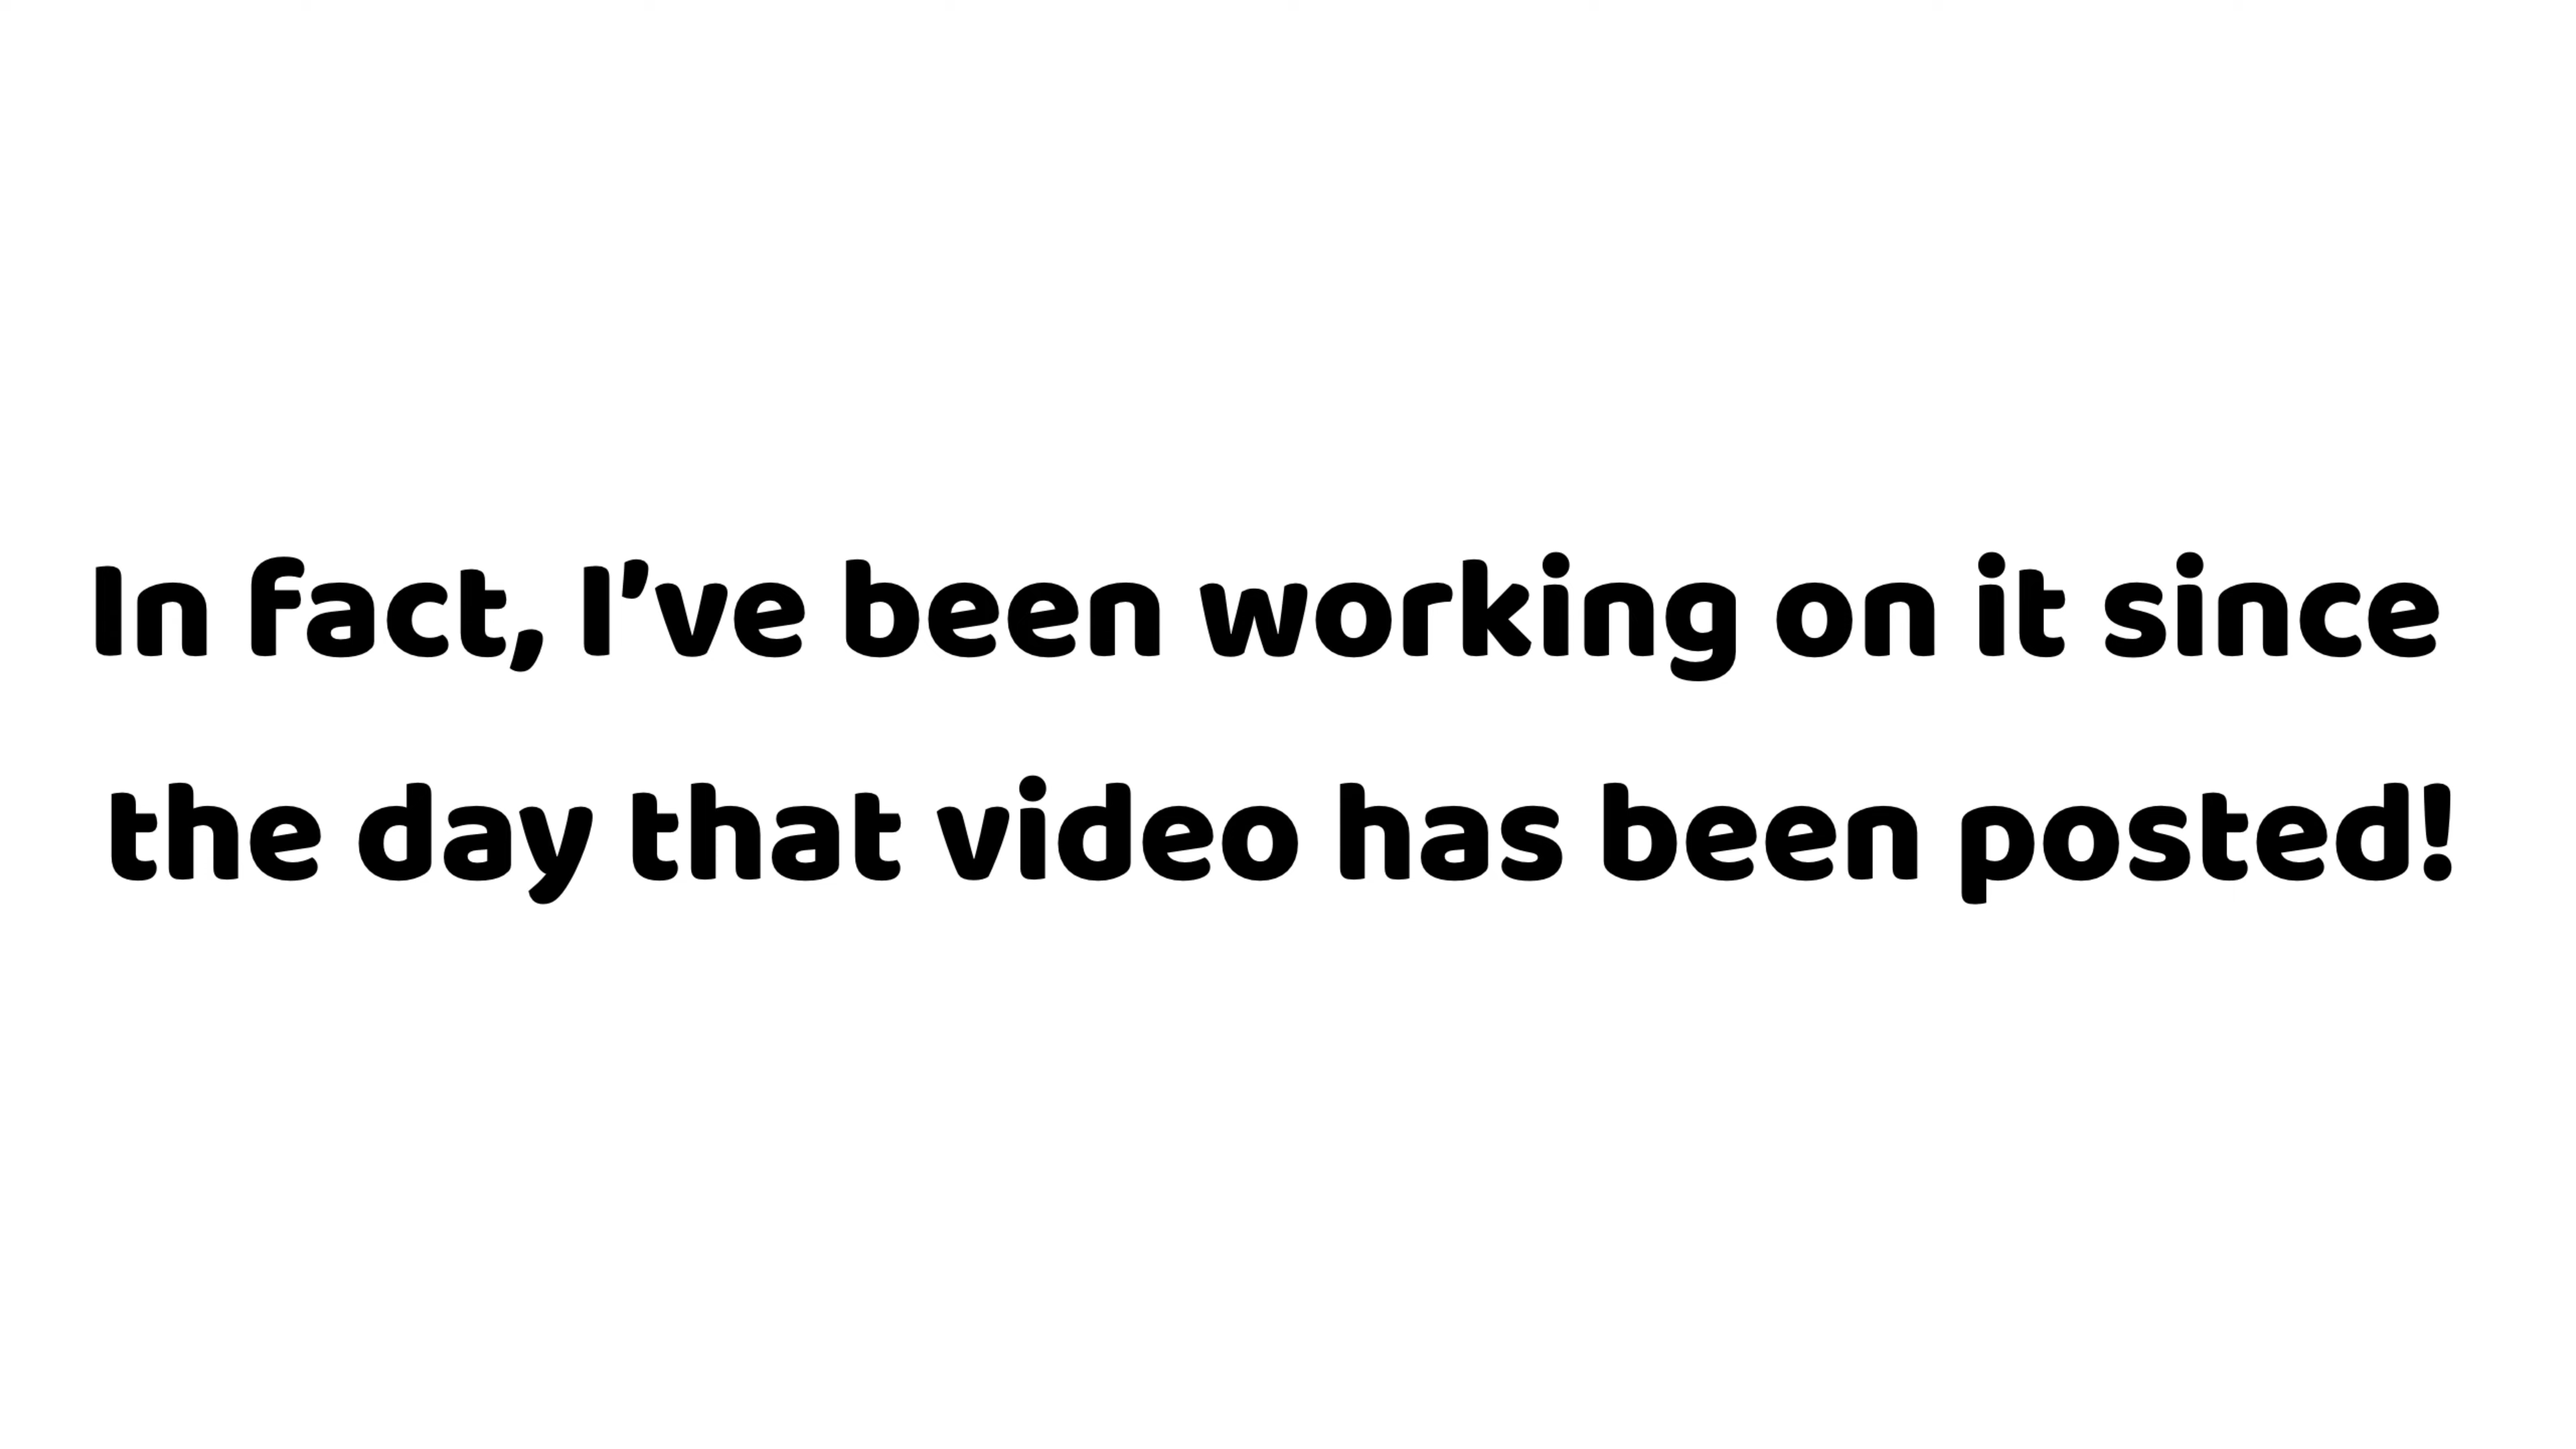 In fact, I’ve been working on it since
the day that video has been posted!